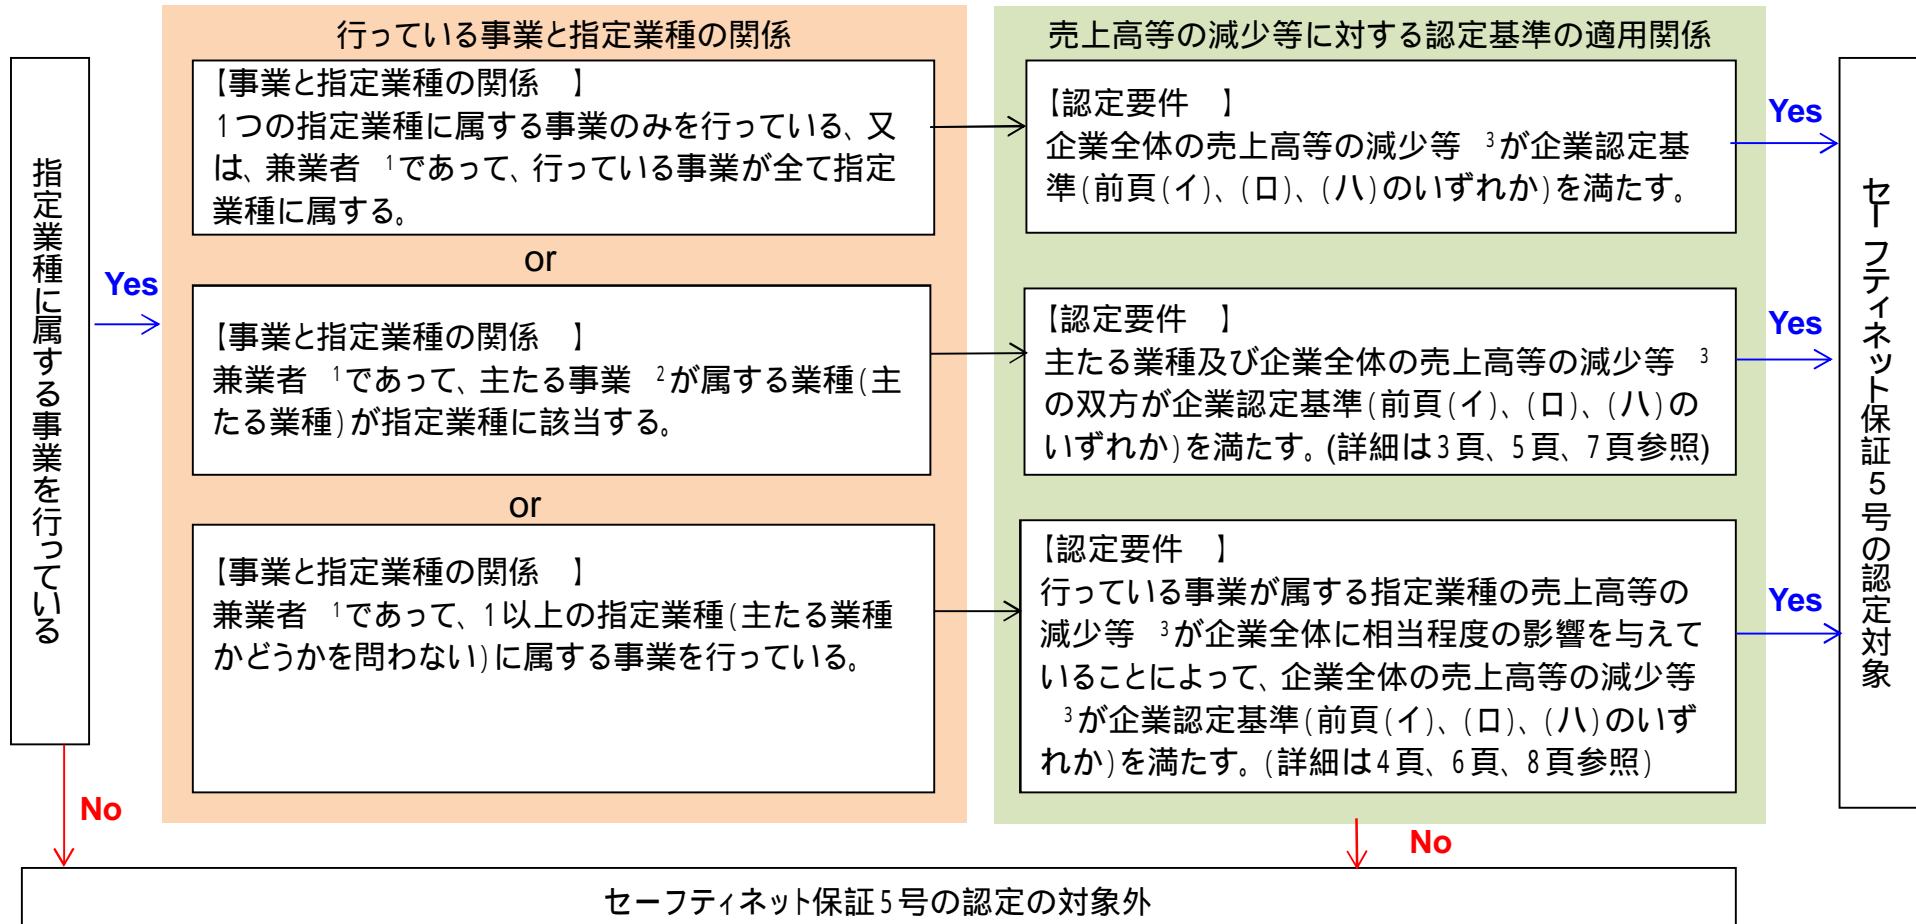 指定業種に属する事業を行っている
Yes
No
行っている事業と指定業種の関係
【事業と指定業種の関係　】
1つの指定業種に属する事業のみを行っている、又
は、兼業者　1であって、行っている事業が全て指定
業種に属する。
or
【事業と指定業種の関係　】
兼業者　1であって、主たる事業　2が属する業種(主
たる業種)が指定業種に該当する。
or
【事業と指定業種の関係　】
兼業者　1であって、1以上の指定業種(主たる業種
かどうかを問わない)に属する事業を行っている。
売上高等の減少等に対する認定基準の適用関係
【認定要件　】
企業全体の売上高等の減少等　3が企業認定基
準(前頁(イ)、(ロ)、(ハ)のいずれか)を満たす。
Yes
【認定要件　】
主たる業種及び企業全体の売上高等の減少等　3
の双方が企業認定基準(前頁(イ)、(ロ)、(ハ)の
いずれか)を満たす。(詳細は3頁、5頁、7頁参照)
Yes
【認定要件　】
行っている事業が属する指定業種の売上高等の
減少等　3が企業全体に相当程度の影響を与えて
いることによって、企業全体の売上高等の減少等
　3が企業認定基準(前頁(イ)、(ロ)、(ハ)のいず
れか)を満たす。(詳細は4頁、6頁、8頁参照)
Yes
No
セーフティネット保証5号の認定対象
セーフティネット保証5号の認定の対象外